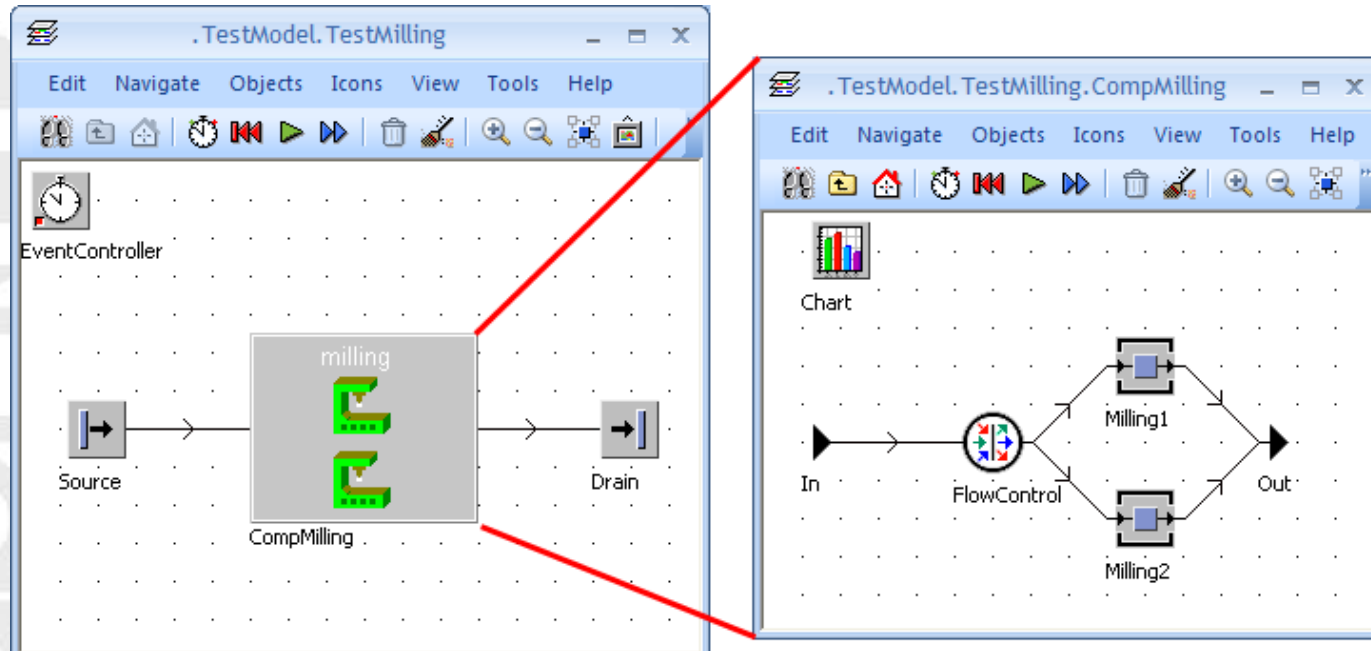 .TestModel.TestMilling
Edit Navigate Objects Icons View Tools Help
EventController
milling
Source
CompMilling
Drain
.TestModel.TestMilling.CompMilling
Edit Navigate Objects Icons View Tools Help
Chart
In
FlowControl
Milling1
Milling2
Out